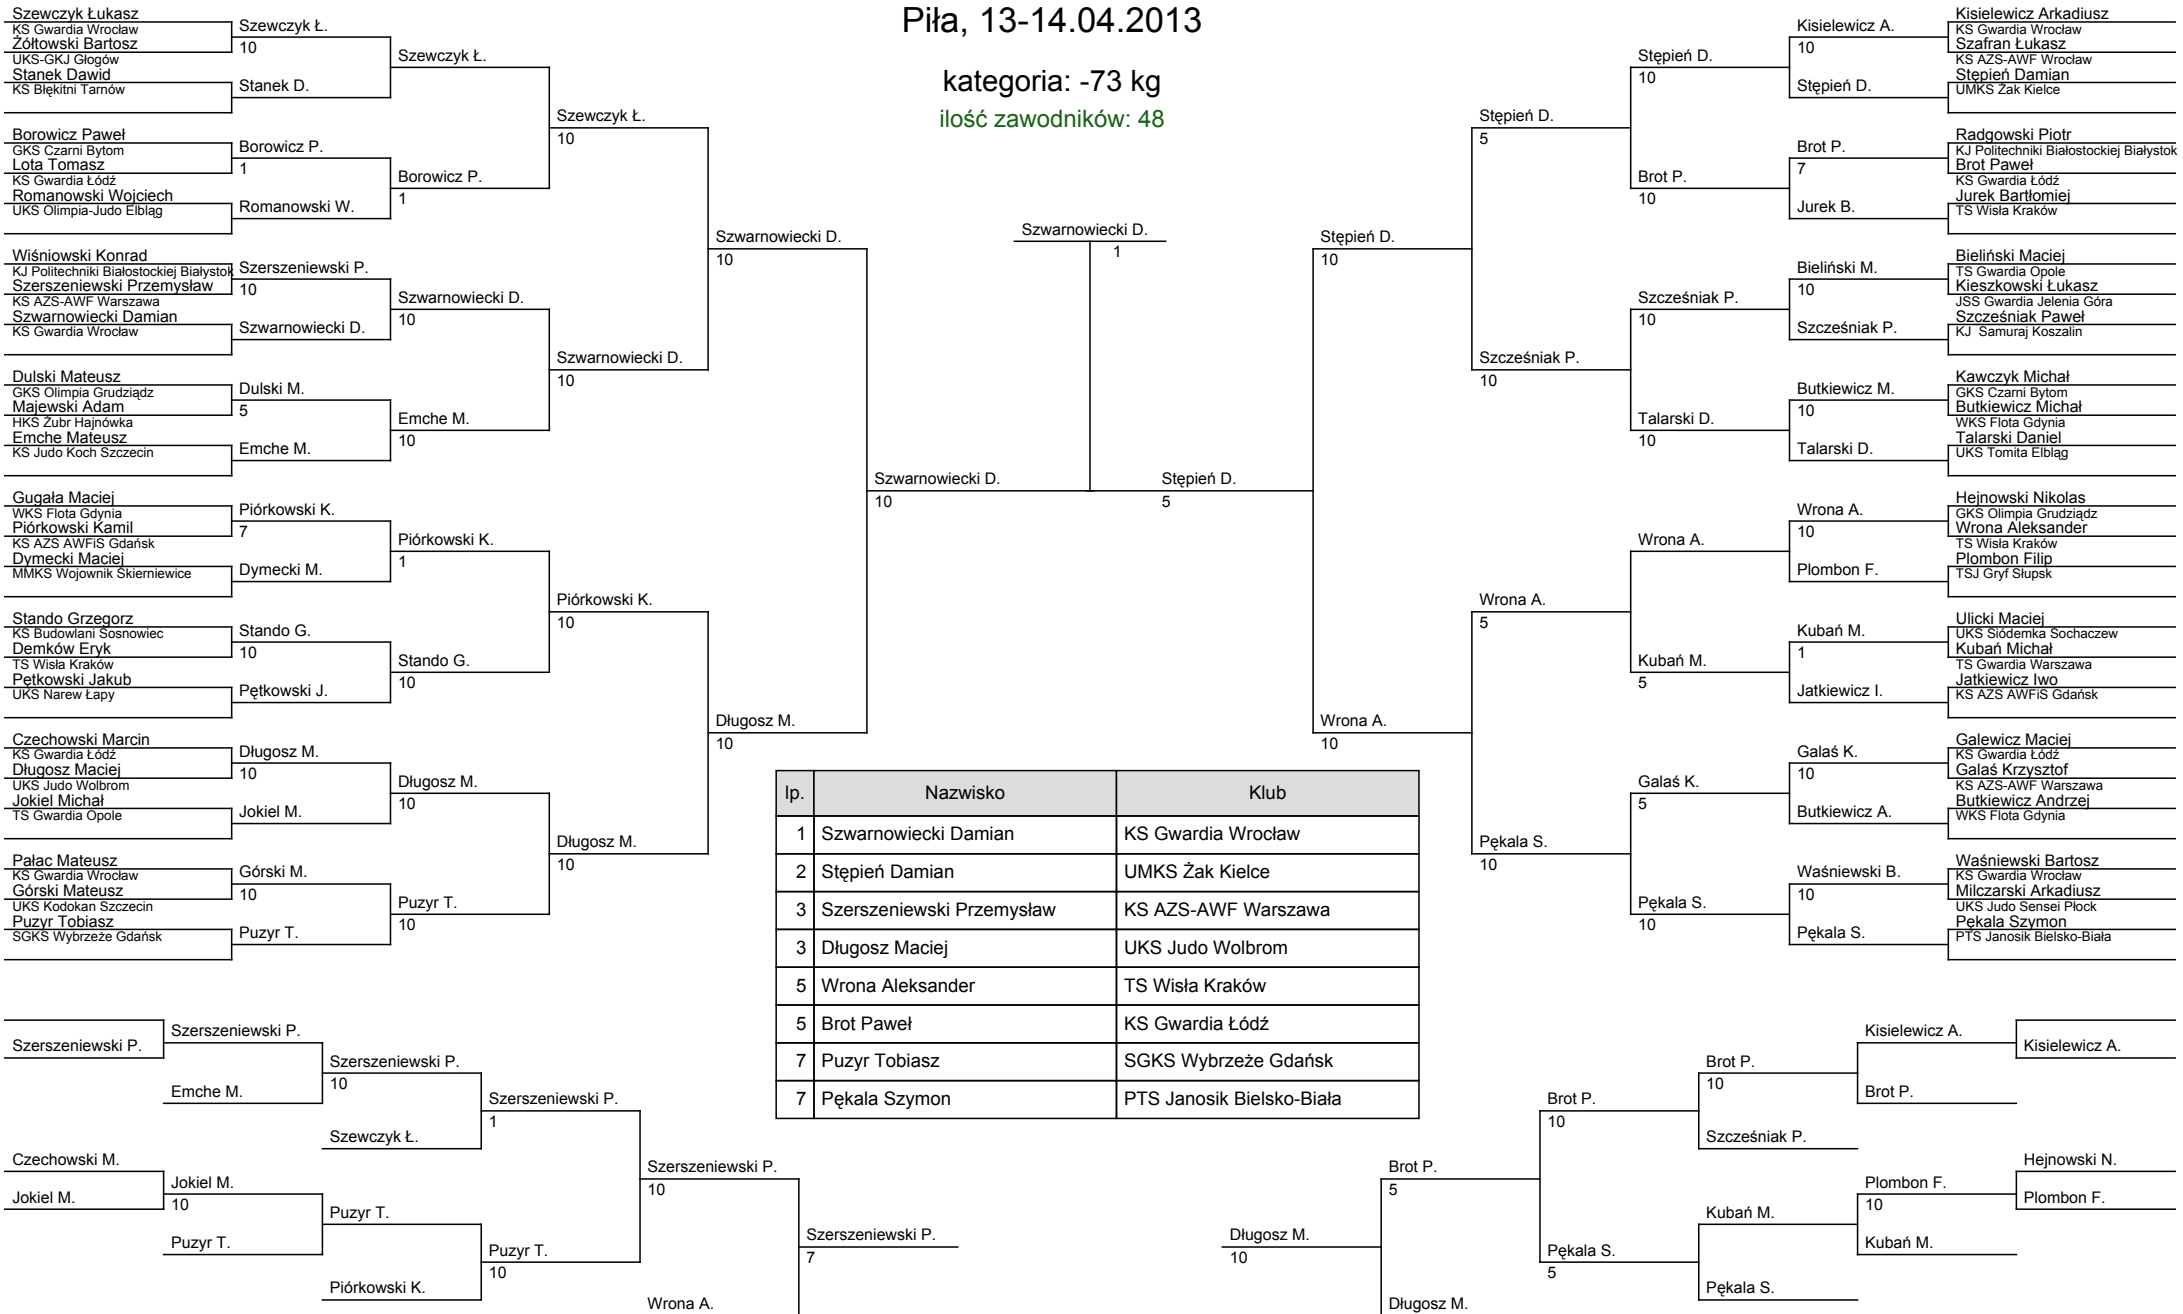 Piła, 13-14.04.2013
kategoria: -73 kg
ilość zawodników: 48
Szewczyk Łukasz
KS Gwardia Wrocław
Żółtowski Bartosz
UKS-GKJ Głogów
Stanek Dawid
KS Błękitni Tarnów
Borowicz Paweł
GKS Czarni Bytom
Lota Tomasz
KS Gwardia Łódź
Romanowski Wojciech
UKS Olimpia-Judo Elbląg
Wiśniowski Konrad
KJ Politechniki Białostockiej Białystok
Szerszeniewski Przemysław
KS AZS-AWF Warszawa
Szwarnowiecki Damian
KS Gwardia Wrocław
Dulski Mateusz
GKS Olimpia Grudziądz
Majewski Adam
HKS Żubr Hajnówka
Emche Mateusz
KS Judo Koch Szczecin
Gugała Maciej
WKS Flota Gdynia
Piórkowski Kamil
KS AZS AWFiS Gdańsk
Dymecki Maciej
MMKS Wojownik Skierniewice
Stando Grzegorz
KS Budowlani Sosnowiec
Demków Eryk
TS Wisła Kraków
Pętkowski Jakub
UKS Narew Łapy
Czechowski Marcin
KS Gwardia Łódź
Długosz Maciej
UKS Judo Wolbrom
Jokiel Michał
TS Gwardia Opole
Pałac Mateusz
KS Gwardia Wrocław
Górski Mateusz
UKS Kodokan Szczecin
Puzyr Tobiasz
SGKS Wybrzeże Gdańsk
Szewczyk Ł.
10
Stanek D.
Borowicz P.
1
Romanowski W.
Szerszeniewski P.
10
Szwarnowiecki D.
Dulski M.
5
Emche M.
Piórkowski K.
7
Dymecki M.
Stando G.
10
Pętkowski J.
Długosz M.
10
Jokiel M.
Górski M.
10
Puzyr T.
Szewczyk Ł.
Borowicz P.
1
Szwarnowiecki D.
10
Emche M.
10
Piórkowski K.
1
Stando G.
10
Długosz M.
10
Puzyr T.
10
Szewczyk Ł.
10
Szwarnowiecki D.
10
Piórkowski K.
10
Długosz M.
10
Szwarnowiecki D.
10
Długosz M.
10
Szwarnowiecki D.
10
Szwarnowiecki D.
1
Stępień D.
5
Stępień D.
10
Wrona A.
10
Stępień D.
5
Szcześniak P.
10
Wrona A.
5
Pękala S.
10
Stępień D.
10
Brot P.
10
Szcześniak P.
10
Talarski D.
10
Wrona A.
Kubań M.
5
Galaś K.
5
Pękala S.
10
Kisielewicz A.
10
Stępień D.
Brot P.
7
Jurek B.
Bieliński M.
10
Szcześniak P.
Butkiewicz M.
10
Talarski D.
Wrona A.
10
Plombon F.
Kubań M.
1
Jatkiewicz I.
Galaś K.
10
Butkiewicz A.
Waśniewski B.
10
Pękala S.
Kisielewicz Arkadiusz
KS Gwardia Wrocław
Szafran Łukasz
KS AZS-AWF Wrocław
Stępień Damian
UMKS Żak Kielce
Radgowski Piotr
KJ Politechniki Białostockiej Białystok
Brot Paweł
KS Gwardia Łódź
Jurek Bartłomiej
TS Wisła Kraków
Bieliński Maciej
TS Gwardia Opole
Kieszkowski Łukasz
JSS Gwardia Jelenia Góra
Szcześniak Paweł
KJ Samuraj Koszalin
Kawczyk Michał
GKS Czarni Bytom
Butkiewicz Michał
WKS Flota Gdynia
Talarski Daniel
UKS Tomita Elbląg
Hejnowski Nikolas
GKS Olimpia Grudziądz
Wrona Aleksander
TS Wisła Kraków
Plombon Filip
TSJ Gryf Słupsk
Ulicki Maciej
UKS Siódemka Sochaczew
Kubań Michał
TS Gwardia Warszawa
Jatkiewicz Iwo
KS AZS AWFiS Gdańsk
Galewicz Maciej
KS Gwardia Łódź
Galaś Krzysztof
KS AZS-AWF Warszawa
Butkiewicz Andrzej
WKS Flota Gdynia
Waśniewski Bartosz
KS Gwardia Wrocław
Milczarski Arkadiusz
UKS Judo Sensei Płock
Pękala Szymon
PTS Janosik Bielsko-Biała
lp. Nazwisko Klub
1 Szwarnowiecki Damian KS Gwardia Wrocław
2 Stępień Damian UMKS Żak Kielce
3 Szerszeniewski Przemysław KS AZS-AWF Warszawa
3 Długosz Maciej UKS Judo Wolbrom
5 Wrona Aleksander TS Wisła Kraków
5 Brot Paweł KS Gwardia Łódź
7 Puzyr Tobiasz SGKS Wybrzeże Gdańsk
7 Pękala Szymon PTS Janosik Bielsko-Biała
Szerszeniewski P.
Czechowski M.
Jokiel M.
Szerszeniewski P.
Emche M.
Jokiel M.
10
Puzyr T.
Szerszeniewski P.
10
Szewczyk Ł.
Puzyr T.
Piórkowski K.
Szerszeniewski P.
1
Puzyr T.
10
Szerszeniewski P.
10
Wrona A.
Szerszeniewski P.
7
Długosz M.
10
Brot P.
5
Długosz M.
Brot P.
10
Pękala S.
5
Brot P.
10
Szcześniak P.
Kubań M.
Pękala S.
Kisielewicz A.
Brot P.
Plombon F.
10
Kubań M.
Kisielewicz A.
Hejnowski N.
Plombon F.